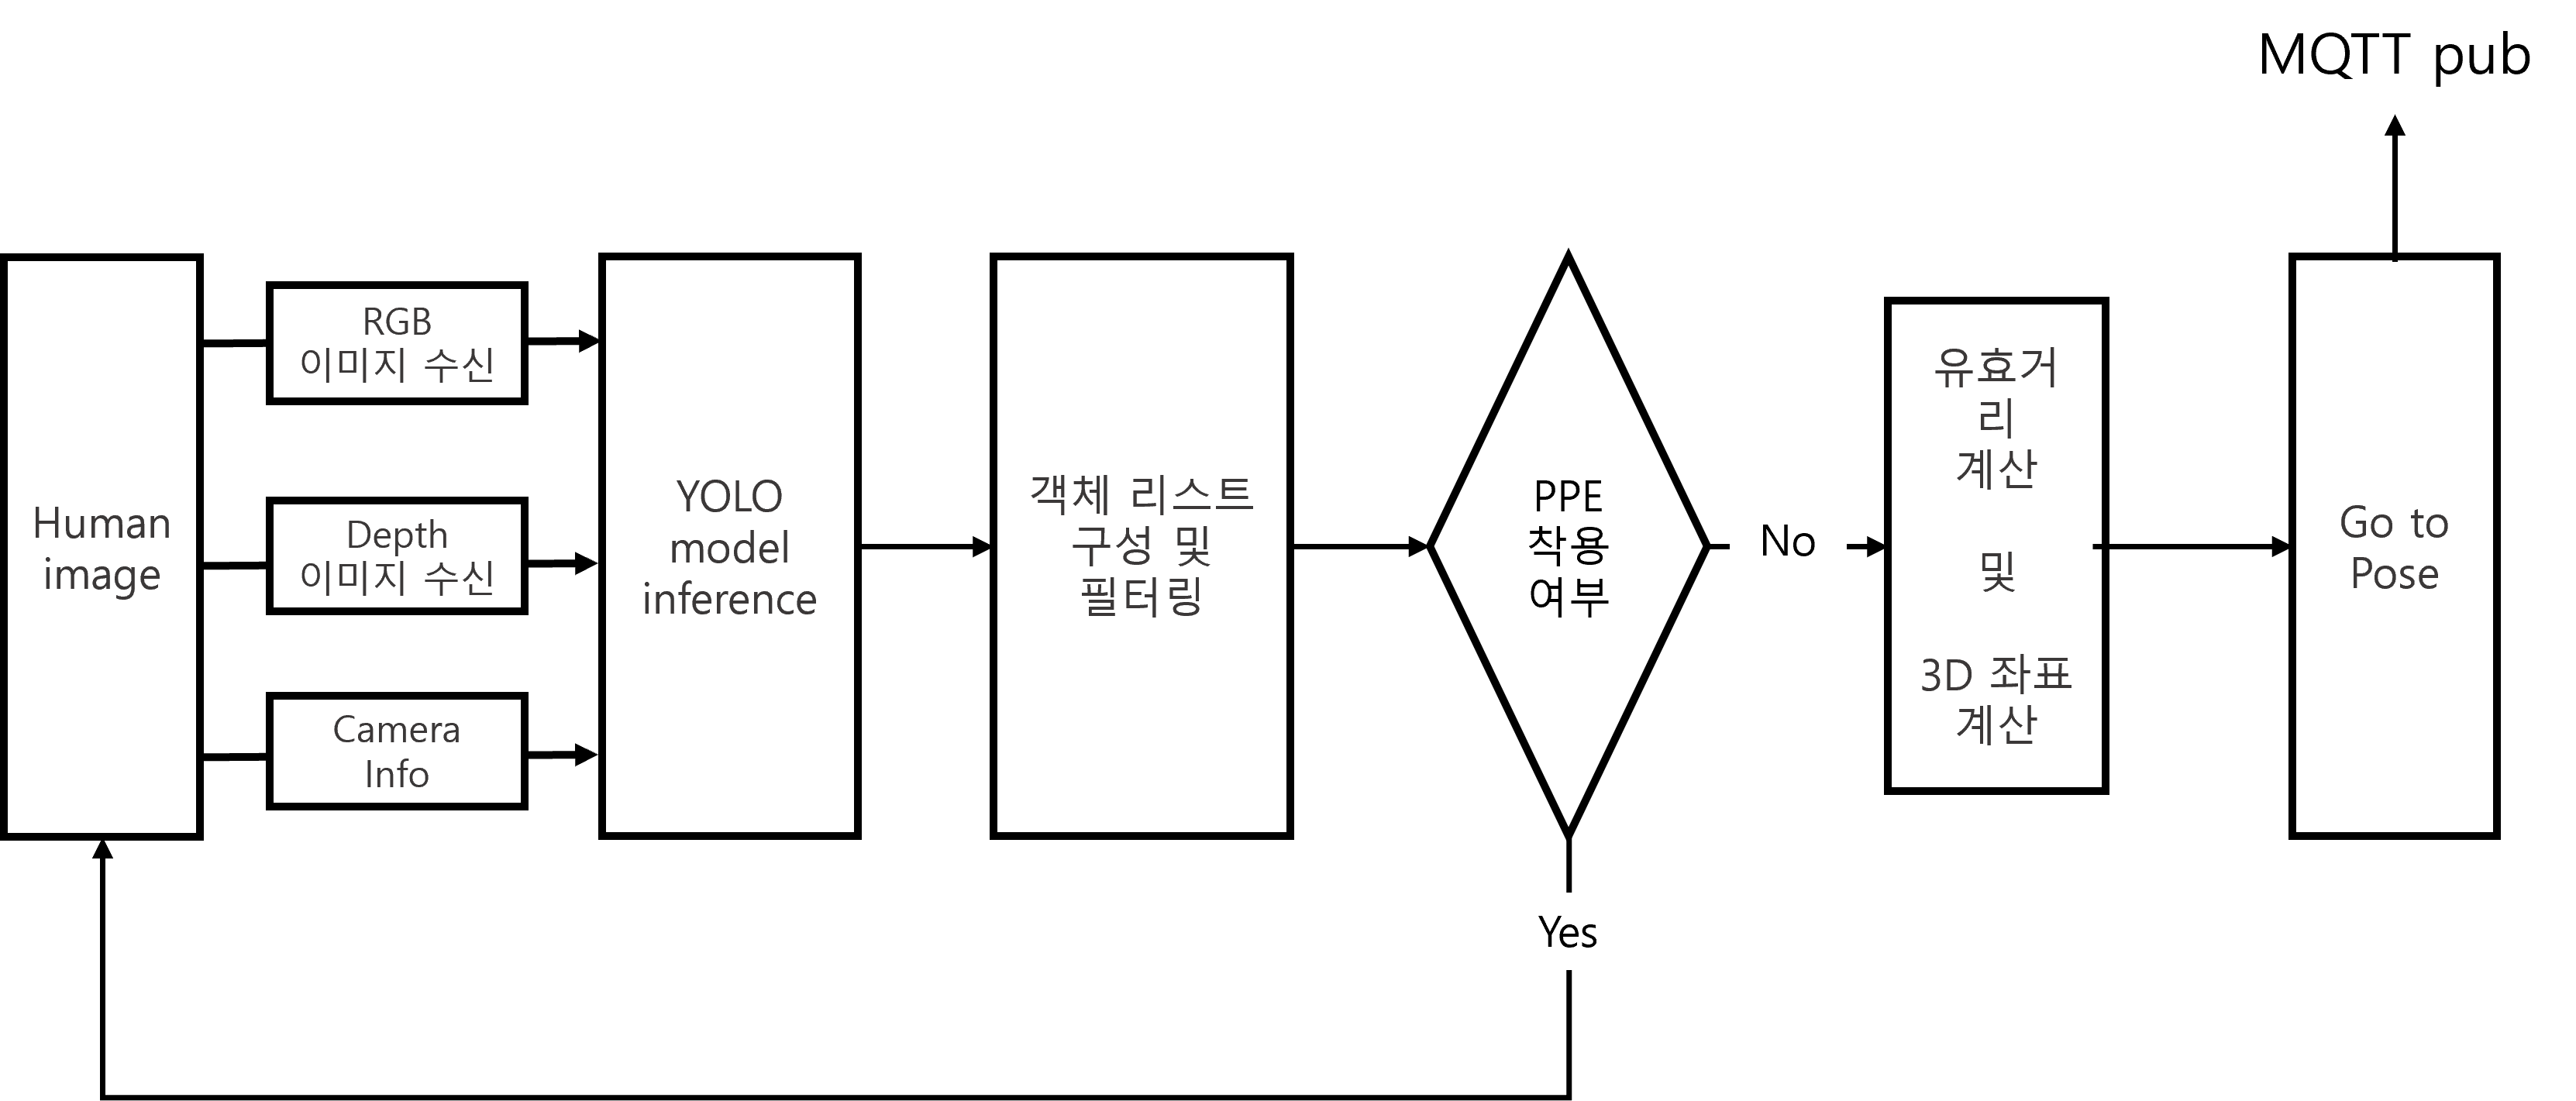 MQTT pub
Human
image
RGB
이미지 수신
Depth
이미지 수신
Camera
Info
YOLO
model
inference
객체 리스트
구성 및
필터링
PPE
착용
여부
No
Yes
유효거
리
계산
및
3D 좌표
계산
Go to
Pose